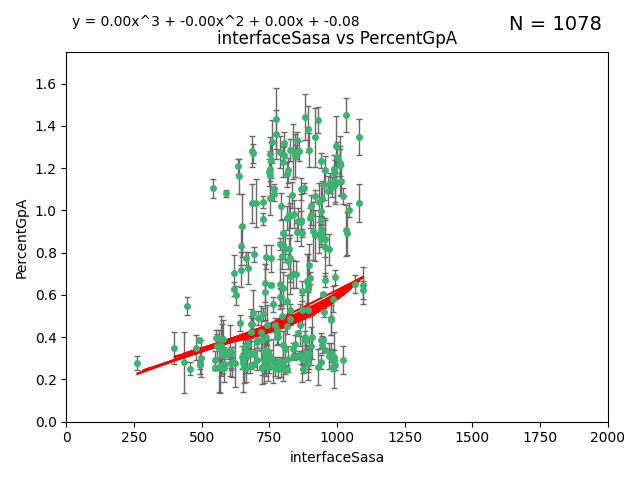 y = 0.00x^3 + -0.00x^2 + 0.00x + -0.08
N = 1078
interfaceSasa vs PercentGpA
PercentGpA
1.6
1.4
1.2
1.0
0.8
0.6
0.4
0.2
0.0
0 250 500 750 1000 1250 1500 1750 2000
interfaceSasa